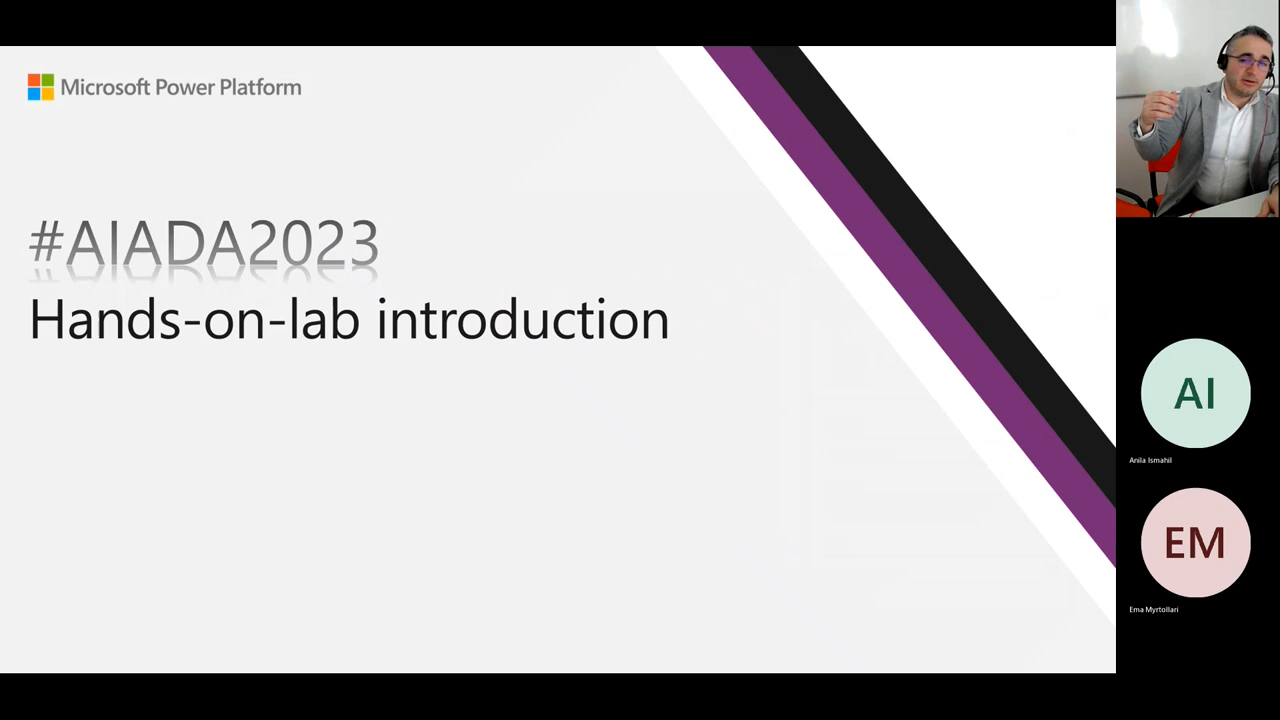 Microsoft Power Platform
#AIADA2023
Hands-on-lab introduction
AI
Anila Ismahil
EM
Ema Myrtollari